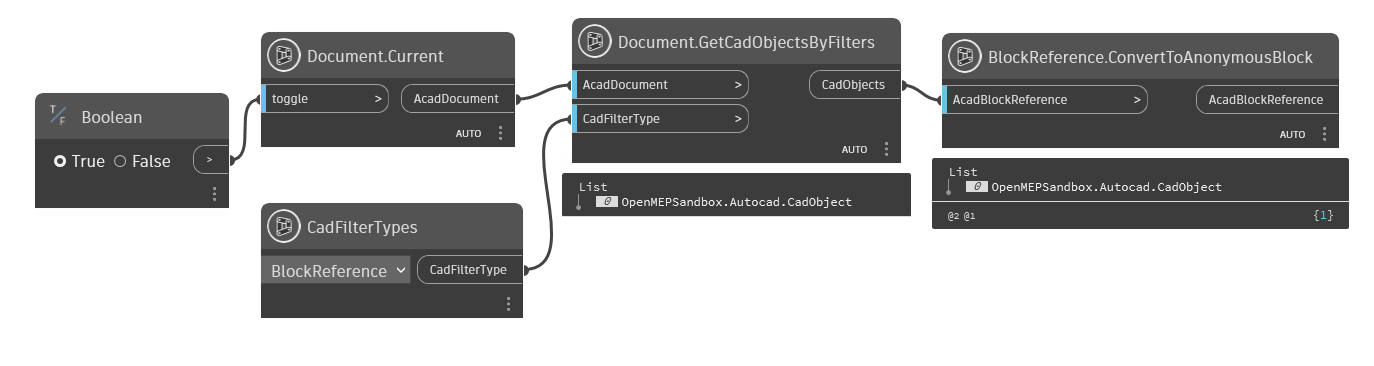 T/F Boolean
True False >
Document.Current
toggle > AcadDocument
AUTO
CadFilterTypes
BlockReference CadFilterType
Document.GetCadObjectsByFilters
AcadDocument > CadObjects
CadFilterType >
AUTO
List
0 OpenMEPSandbox.Autocad.CadObject
BlockReference.ConvertToAnonymousBlock
AcadBlockReference > AcadBlockReference
AUTO
List
0 OpenMEPSandbox.Autocad.CadObject
@2 @1 {1}